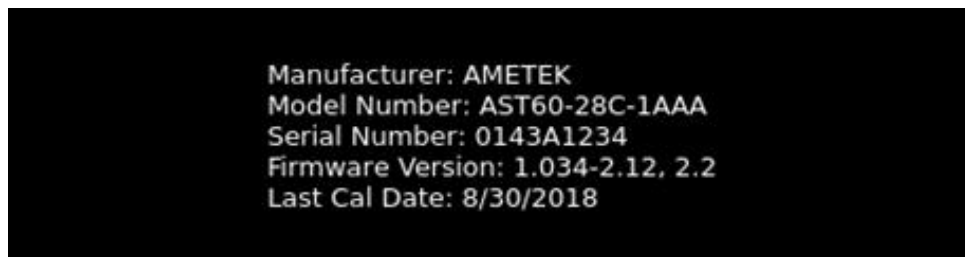 Manufacturer: AMETEK
Model Number: AST60-28C-1AAA
Serial Number: 0143A1234
Firmware Version: 1.034-2.12, 2.2
Last Cal Date: 8/30/2018